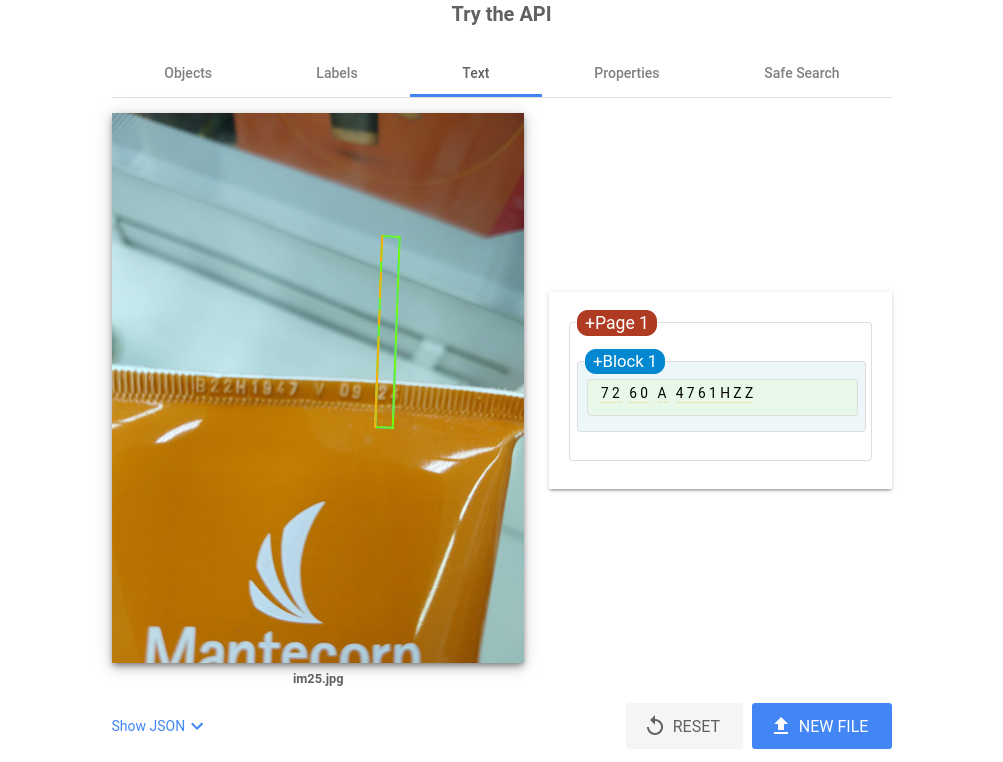 Try the API
Objects Labels Text Properties Safe Search
B22H1947 V 09 2
Mantecorp
+Page 1
+Block 1
72 60 A 4761HZZ
im25.jpg
Show JSON
RESET
NEW FILE